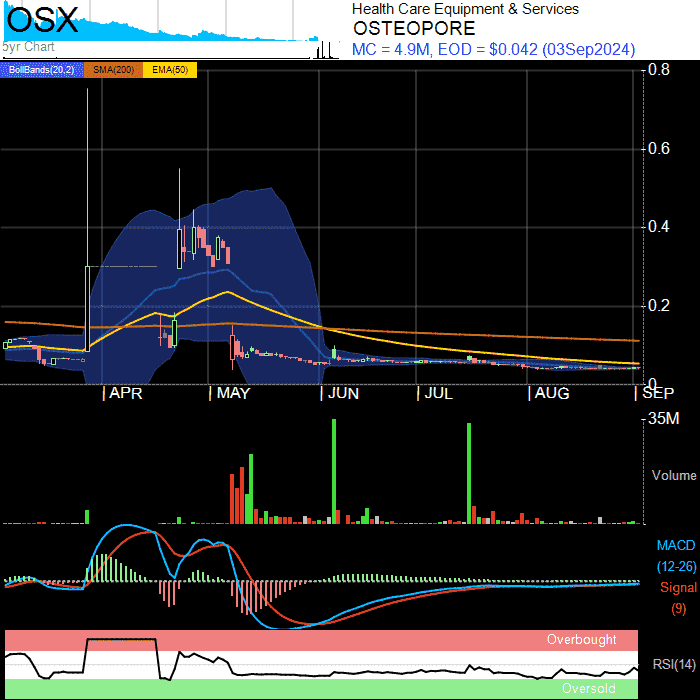 OSX
Health Care Equipment & Services
OSTEOPORE
5yr Chart
MC = 4.9M, EOD = $0.042 (03Sep2024)
BollBands(20,2) SMA(200) EMA(50)
0.8
0.6
0.4
0.2
0
APR MAY JUN JUL AUG SEP
35M
Volume
MACD
(12-26)
Signal
(9)
Overbought
RSI(14)
Oversold